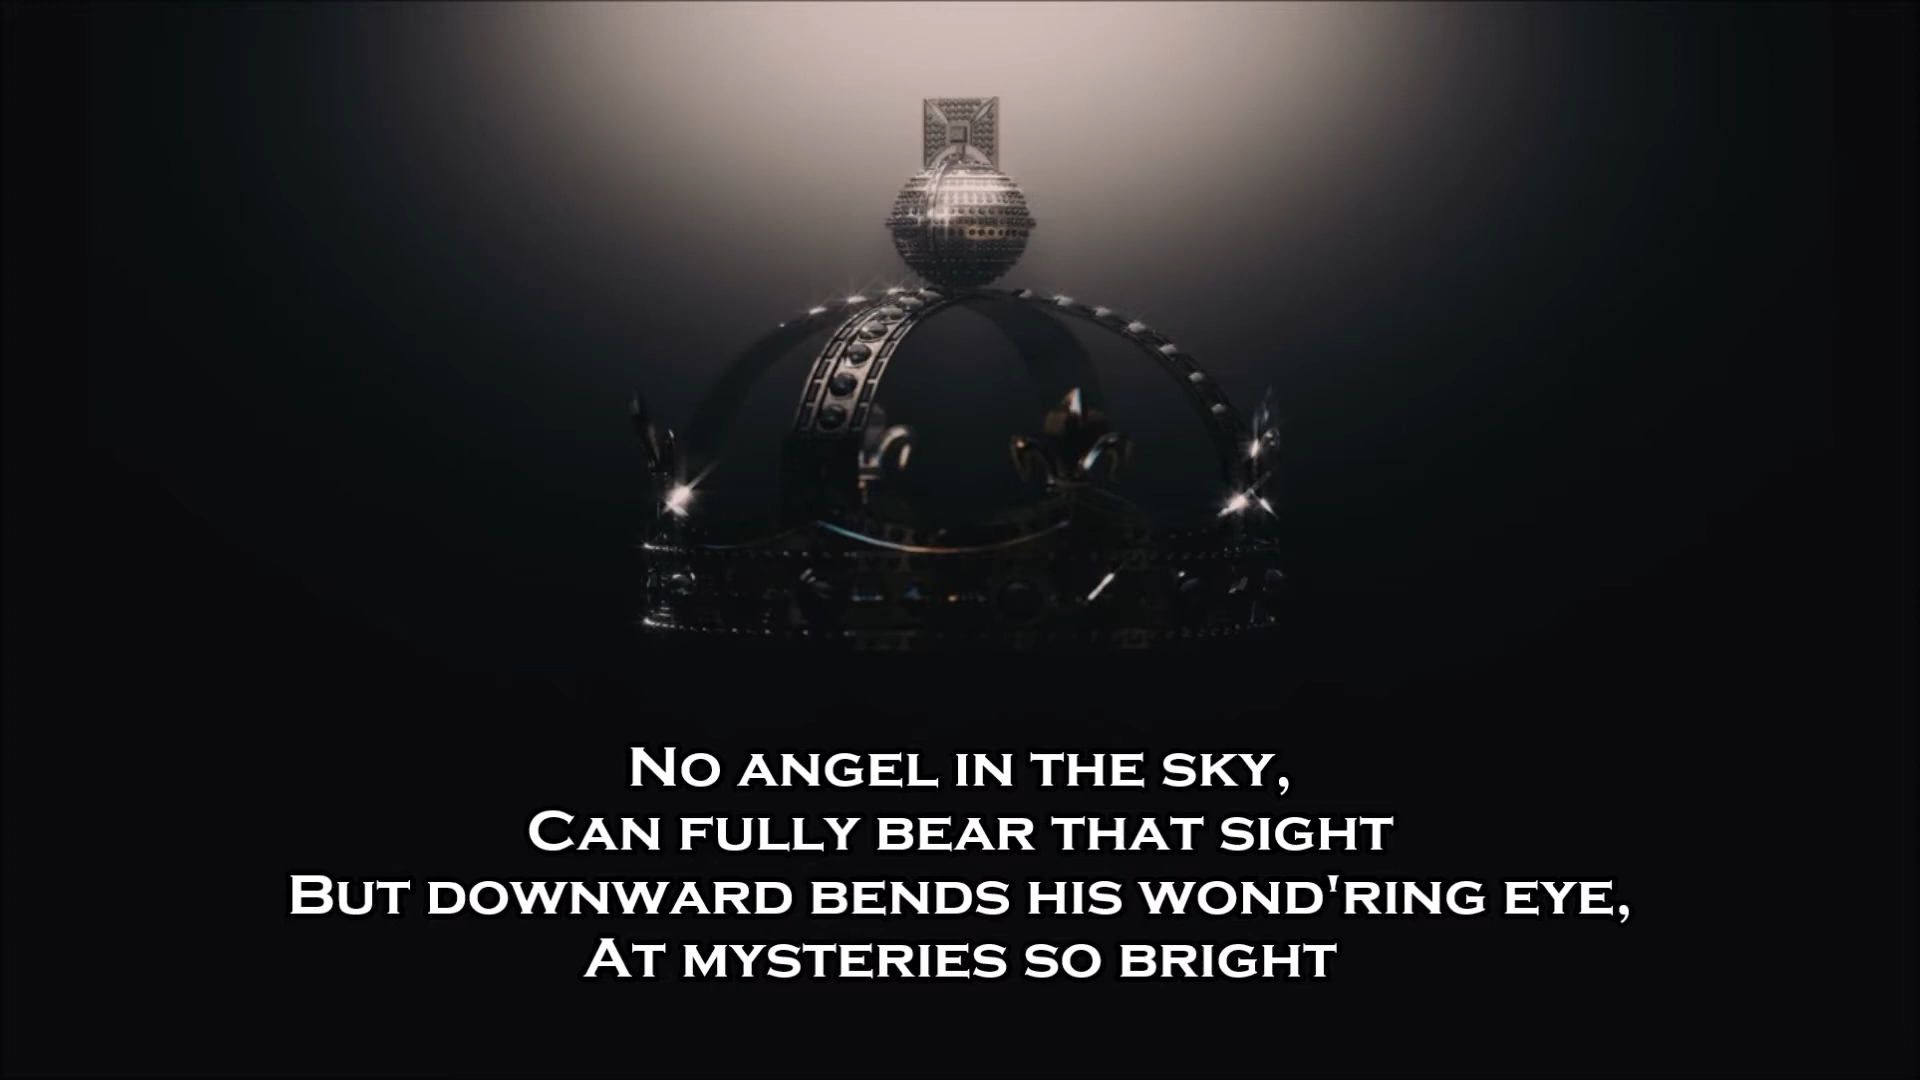 No angel in the sky,
Can fully bear that sight
But downward bends his wond'ring eye,
At mysteries so bright